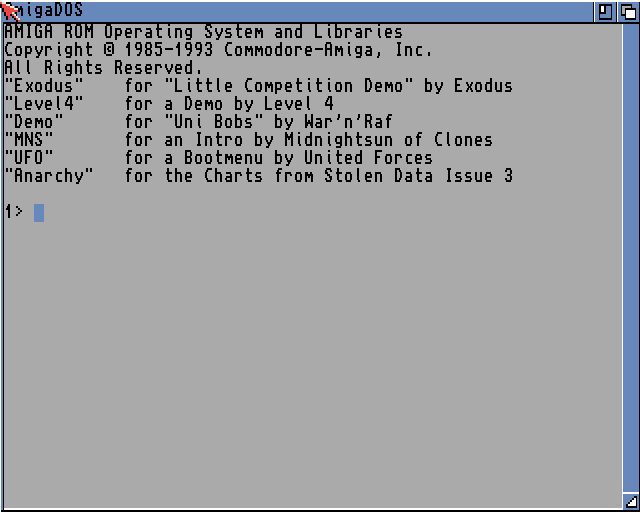 AmigaDOS
AMIGA ROM Operating System and Libraries
Copyright © 1985-1993 Commodore-Amiga, Inc.
All Rights Reserved.
"Exodus"    for "Little Competition Demo" by Exodus
"Level4"    for a Demo by Level 4
"Demo"      for "Uni Bobs" by War'n'Raf
"MNS"       for an Intro by Midnightsun of Clones
"UFO"       for a Bootmenu by United Forces
"Anarchy"   for the Charts from Stolen Data Issue 3
1>